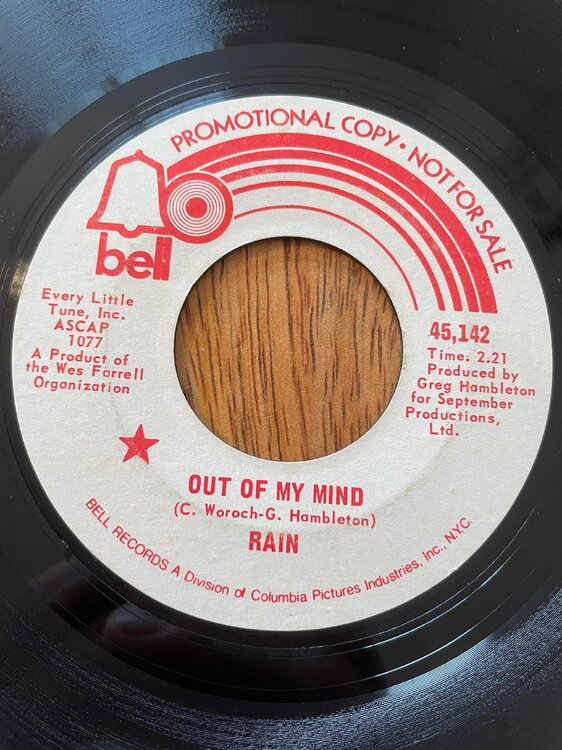 PROMOTIONAL COPY • NOT FOR SALE
bell
Every Little
Tune, Inc.
ASCAP
1077
A Product of
the Wes Farrell
Organization
45,142
Time: 2.21
Produced by
Greg Hambleton
for September
Productions,
Ltd.
OUT OF MY MIND
(C. Woroch-G. Hambleton)
RAIN
BELL RECORDS A Division of Columbia Pictures Industries, Inc., N.Y.C.